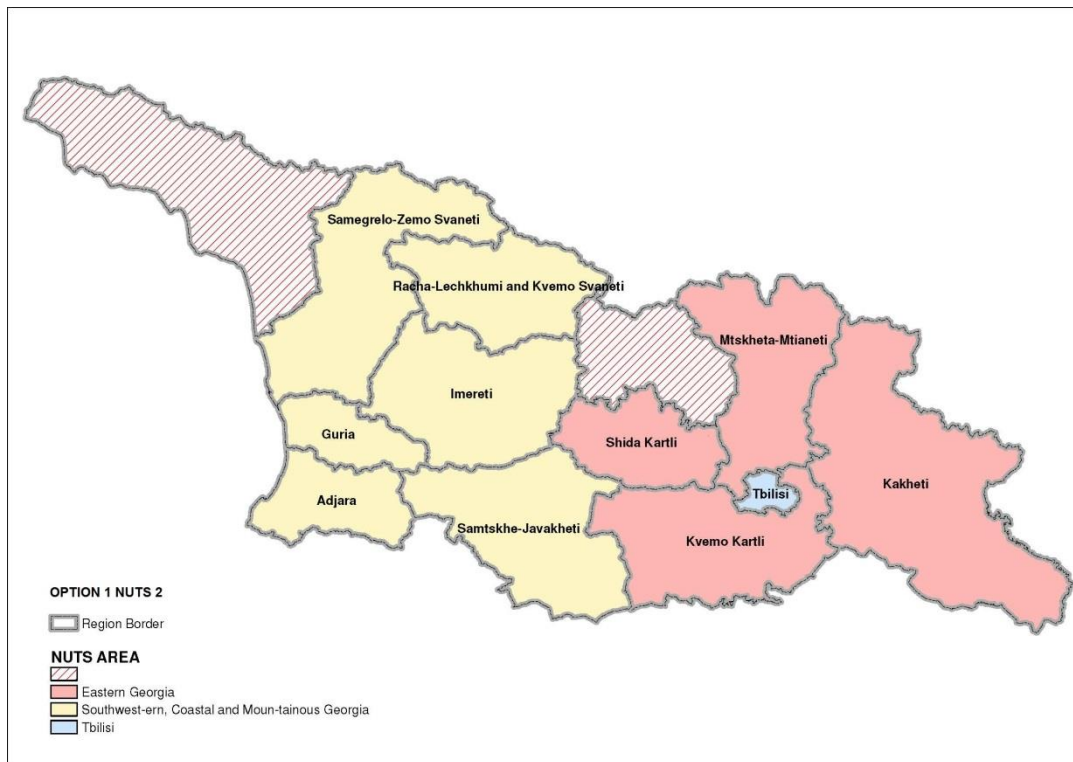 Samegrelo-Zemo Svaneti
Racha-Lechkhumi and Kvemo Svaneti
Mtskheta-Mtianeti
Imereti
Guria
Shida Kartli
Kakheti
Adjara
Tbilisi
Samtskhe-Javakheti
Kvemo Kartli
OPTION 1 NUTS 2
Region Border
NUTS AREA
Eastern Georgia
Southwest-ern, Coastal and Moun-tainous Georgia
Tbilisi